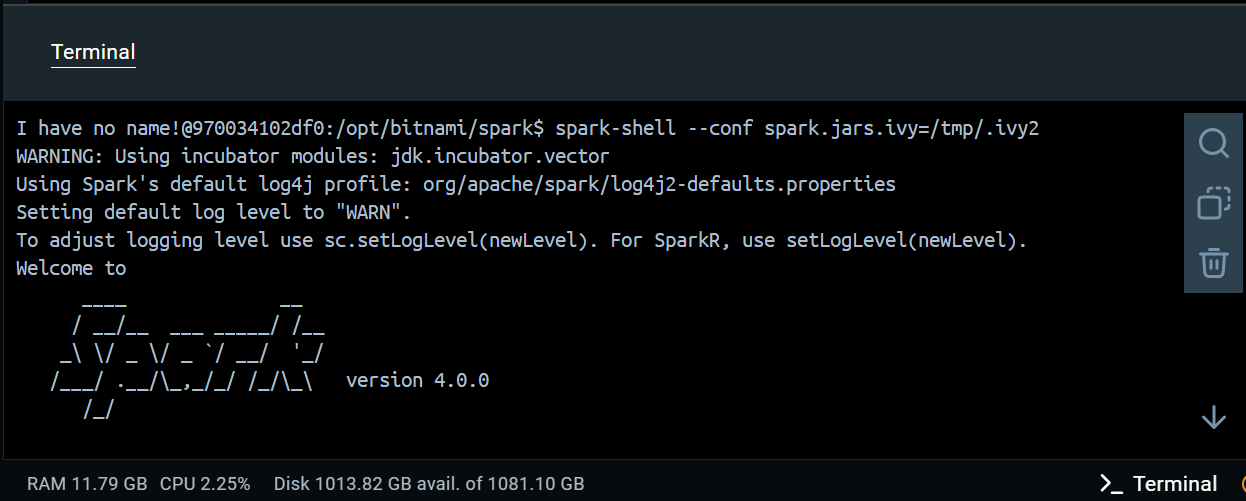 Terminal
I have no name!@970034102df0:/opt/bitnami/spark$ spark-shell --conf spark.jars.ivy=/tmp/.ivy2
WARNING: Using incubator modules: jdk.incubator.vector
Using Spark's default log4j profile: org/apache/spark/log4j2-defaults.properties
Setting default log level to "WARN".
To adjust logging level use sc.setLogLevel(newLevel). For SparkR, use setLogLevel(newLevel).
Welcome to
      ____              __
     / __/__  ___ _____/ /__
    _\ \/ _ \/ _ `/ __/  '_/
   /___/ .__/\_,_/_/ /_/\_\   version 4.0.0
      /_/
RAM 11.79 GB CPU 2.25% Disk 1013.82 GB avail. of 1081.10 GB
>_ Terminal